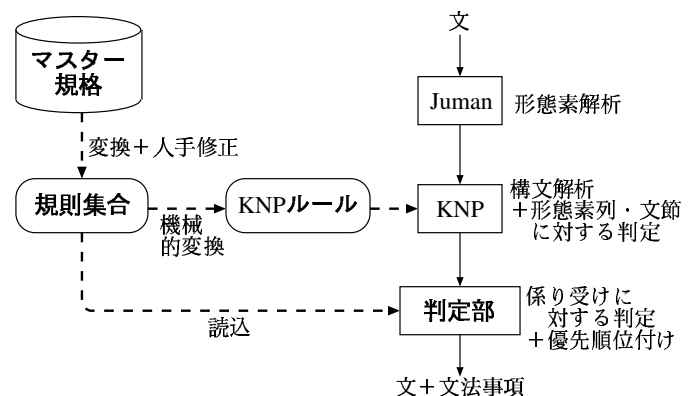 文
マスター
規格
Juman
形態素解析
変換＋人手修正
規則集合
機械
的変換
KNPルール
KNP
構文解析
＋形態素列・文節
に対する判定
読込
判定部
係り受けに
対する判定
＋優先順位付け
文＋文法事項